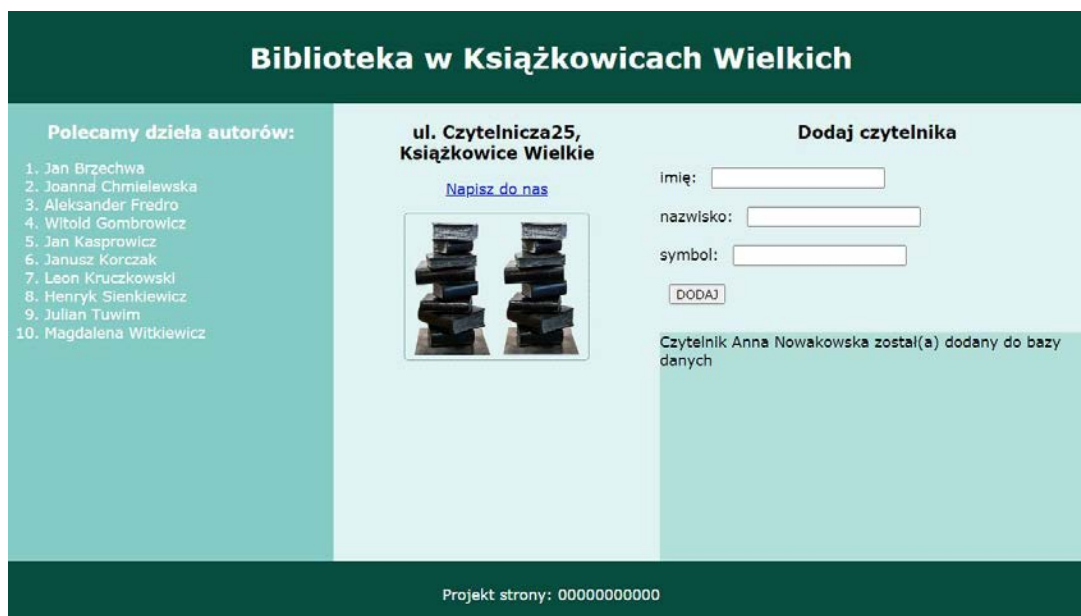 Biblioteka w Książkowicach Wielkich
Polecamy dzieła autorów:
1. Jan Brzechwa
2. Joanna Chmielewska
3. Aleksander Fredro
4. Witold Gombrowicz
5. Jan Kasprowicz
6. Janusz Korczak
7. Leon Kruczkowski
8. Henryk Sienkiewicz
9. Julian Tuwim
10. Magdalena Witkiewicz
ul. Czytelnicza25,
Książkowice Wielkie
Napisz do nas
Dodaj czytelnika
imię:
nazwisko:
symbol:
DODAJ
Czytelnik Anna Nowakowska został(a) dodany do bazy
danych
Projekt strony: 00000000000